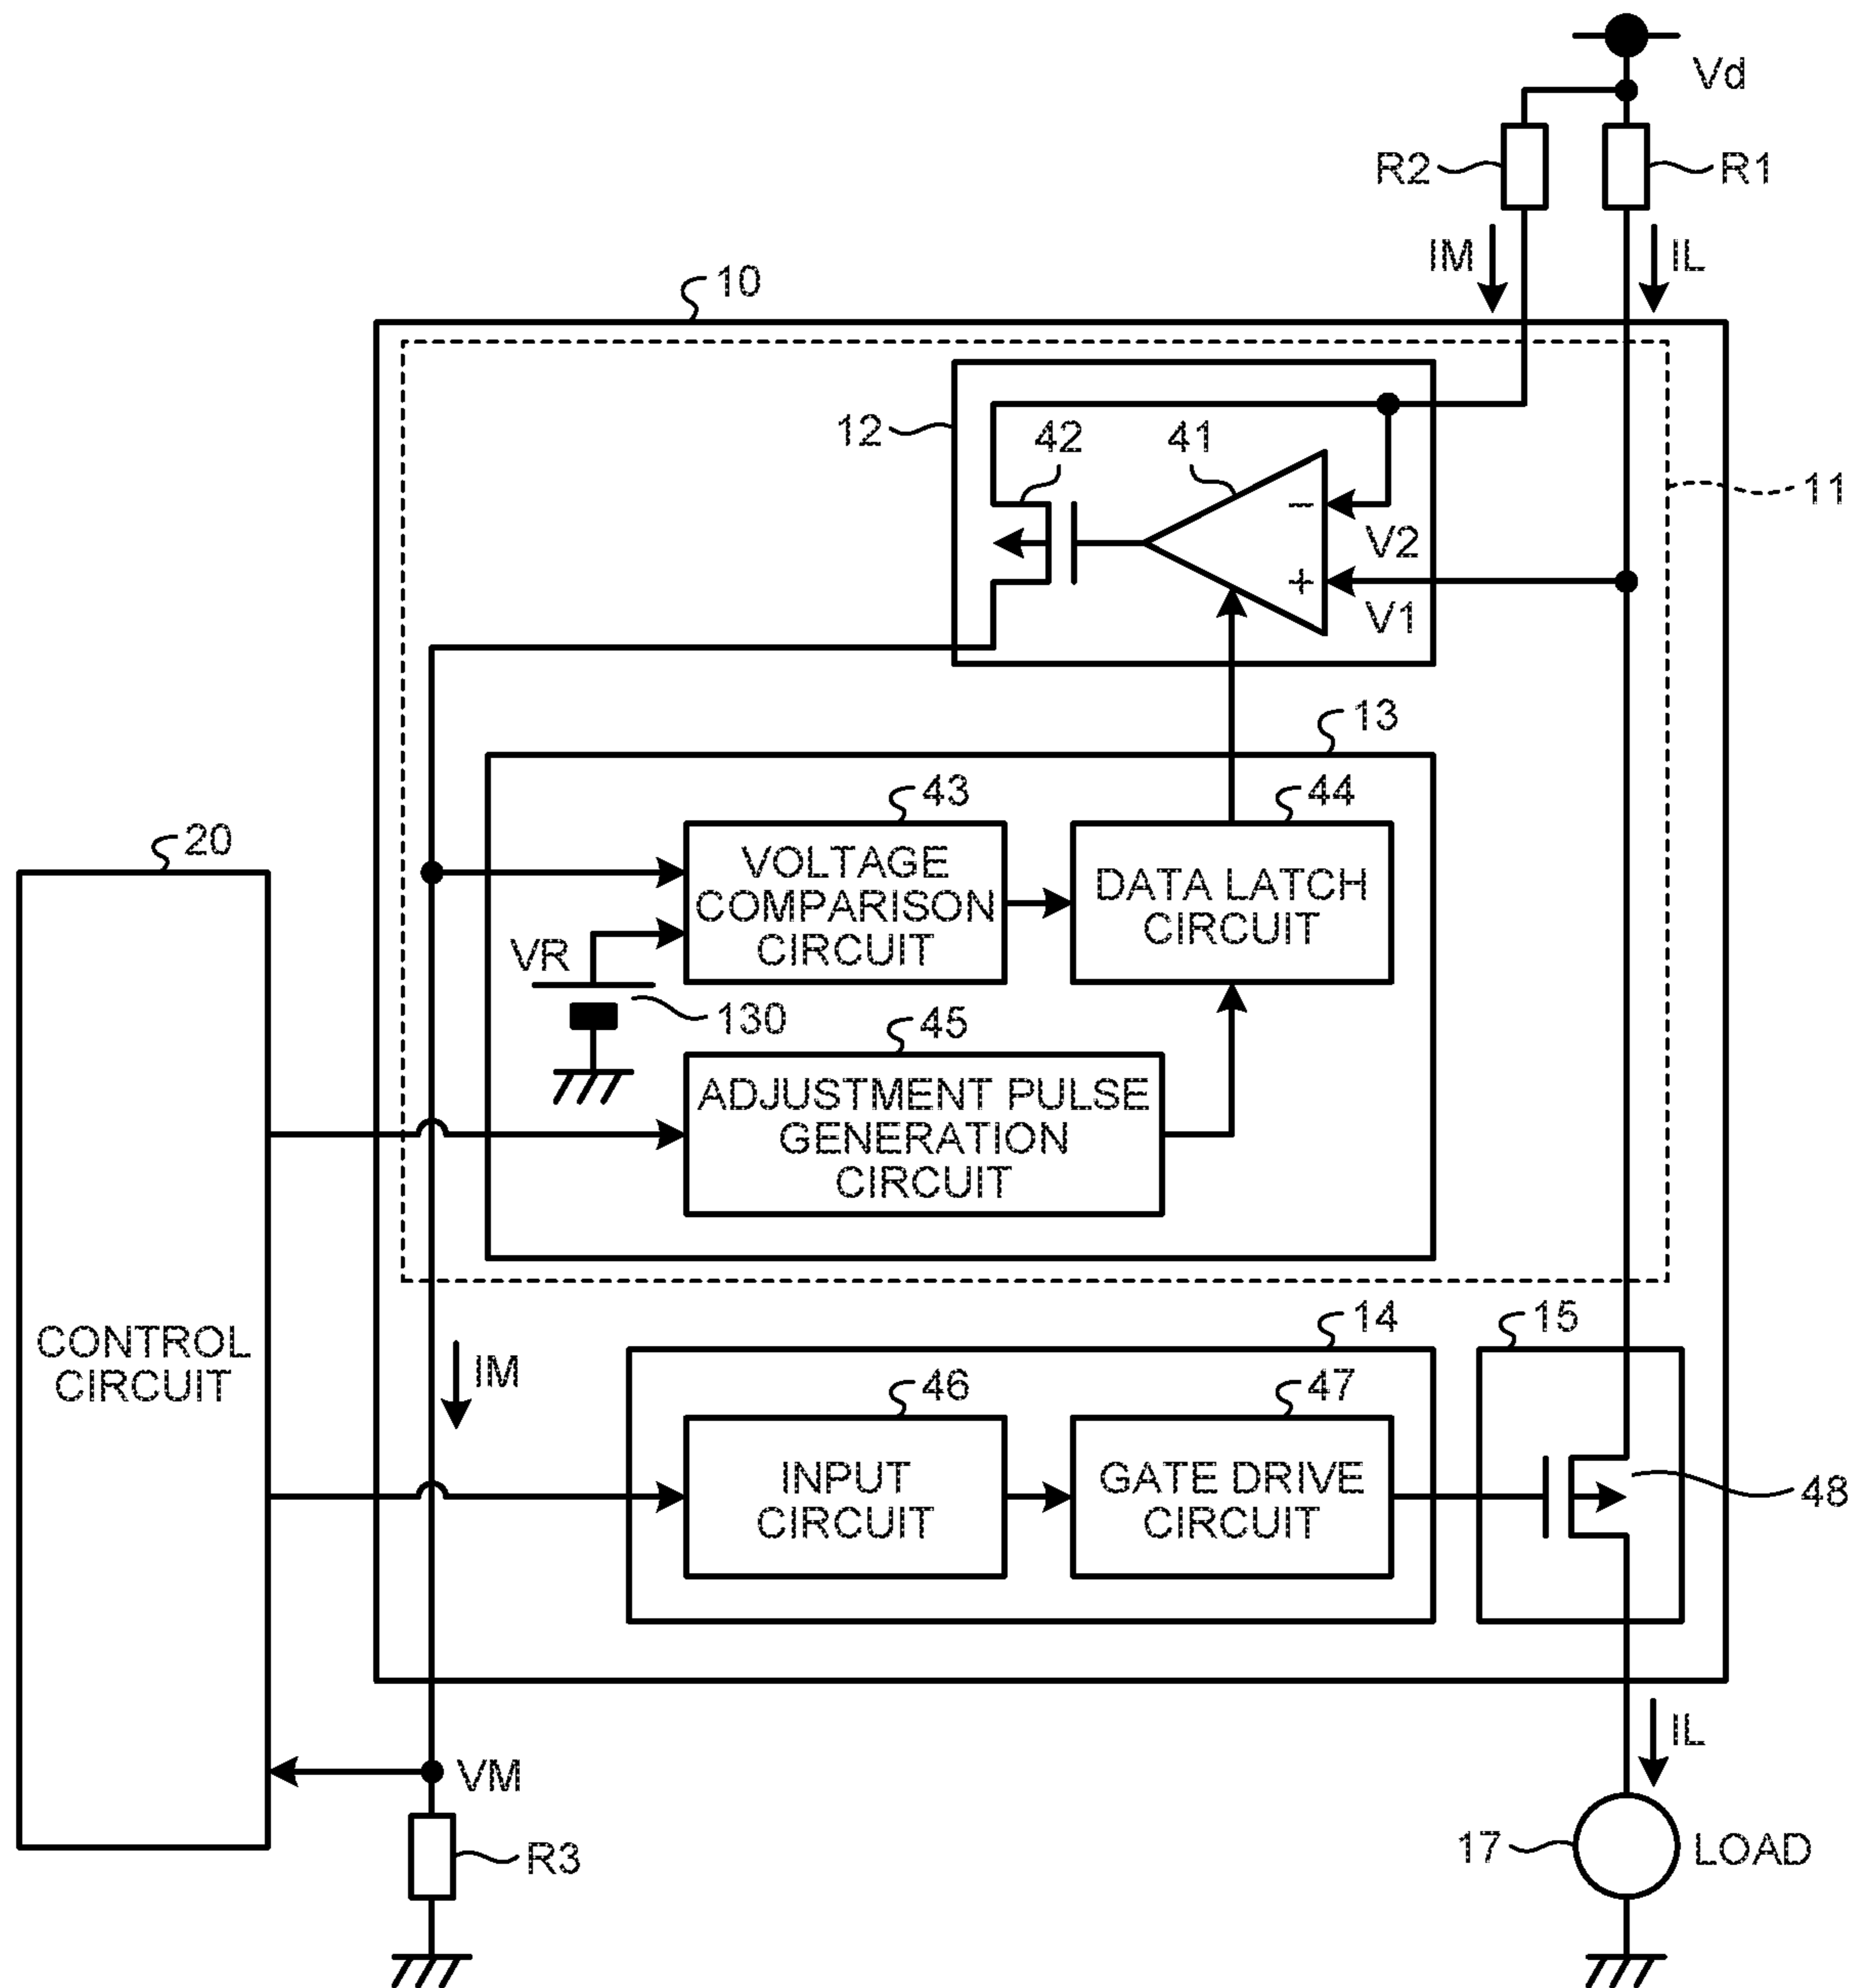 Vd
R2
R1
IM
IL
10
12
42
41
11
−
V2
+
V1
13
43
44
20
VOLTAGE
COMPARISON
CIRCUIT
DATA LATCH
CIRCUIT
VR
130
45
ADJUSTMENT PULSE
GENERATION
CIRCUIT
CONTROL
CIRCUIT
IM
14
15
46
47
INPUT
CIRCUIT
GATE DRIVE
CIRCUIT
48
IL
VM
R3
17
LOAD